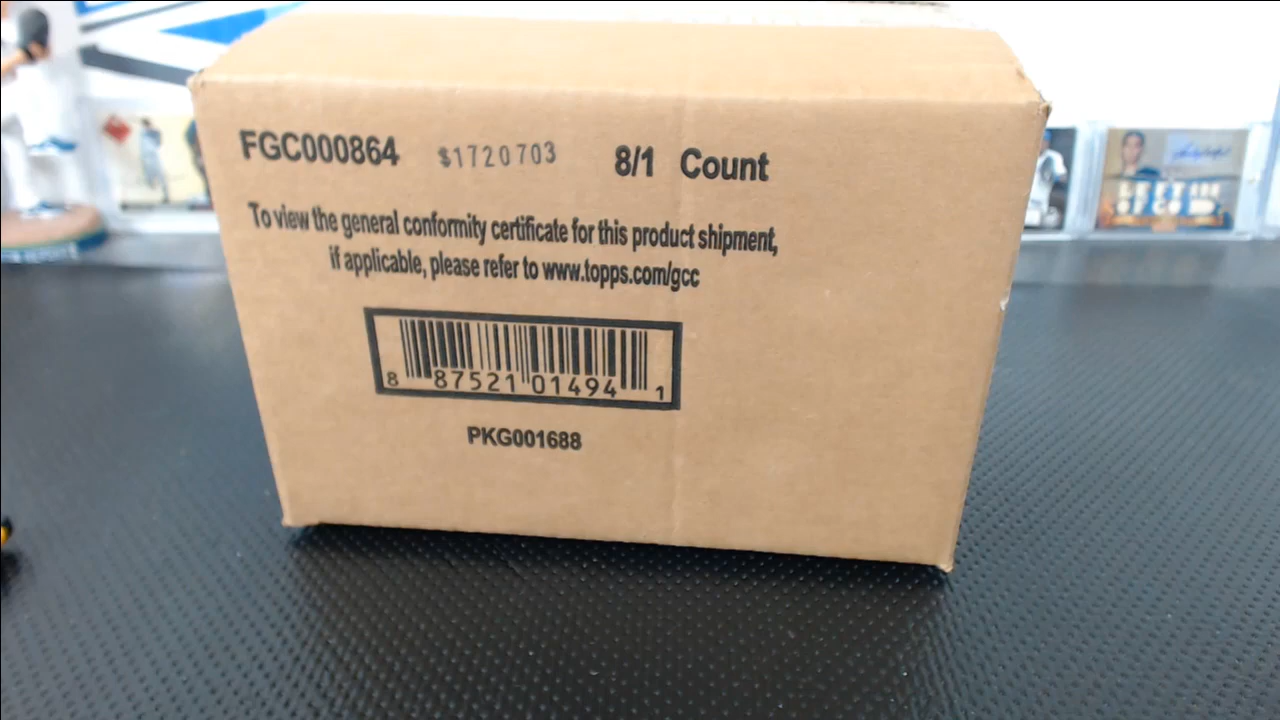 FGC000864 $1720703 8/1 Count
To view the general conformity certificate for this product shipment,
if applicable, please refer to www.topps.com/gcc
8 87521 01494 1
PKG001688